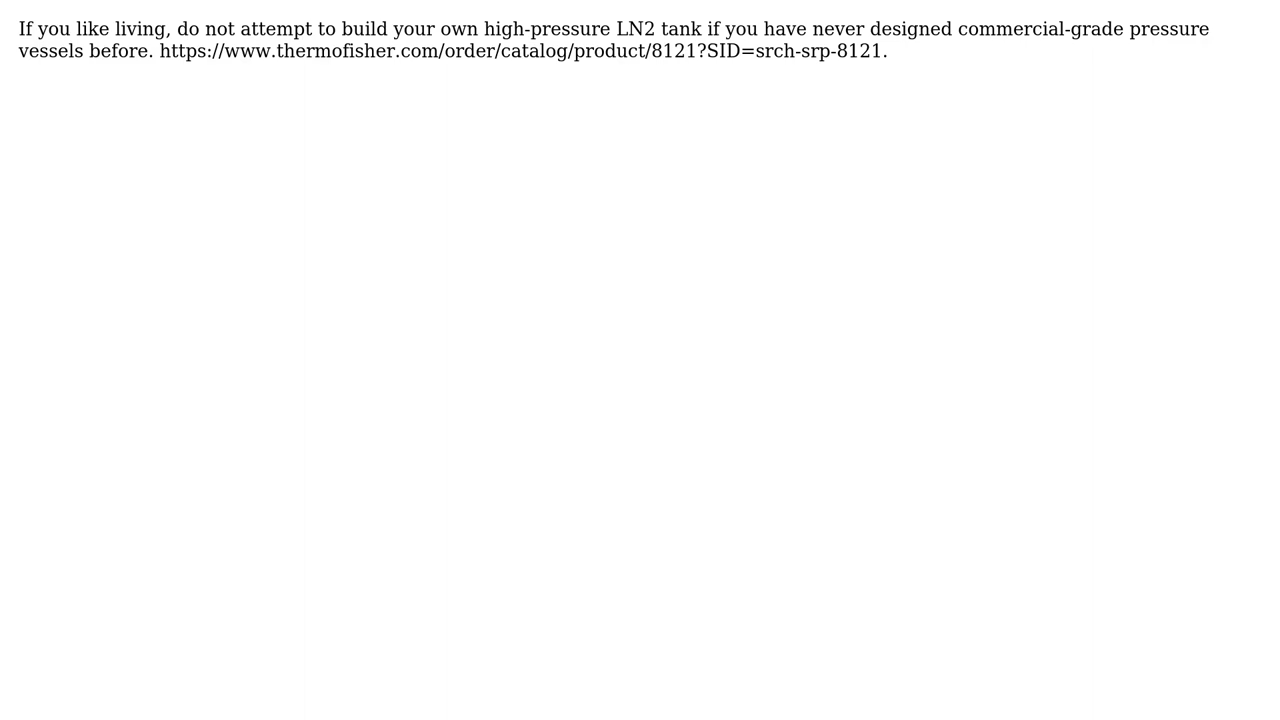 If you like living, do not attempt to build your own high-pressure LN2 tank if you have never designed commercial-grade pressure
vessels before. https://www.thermofisher.com/order/catalog/product/8121?SID=srch-srp-8121.